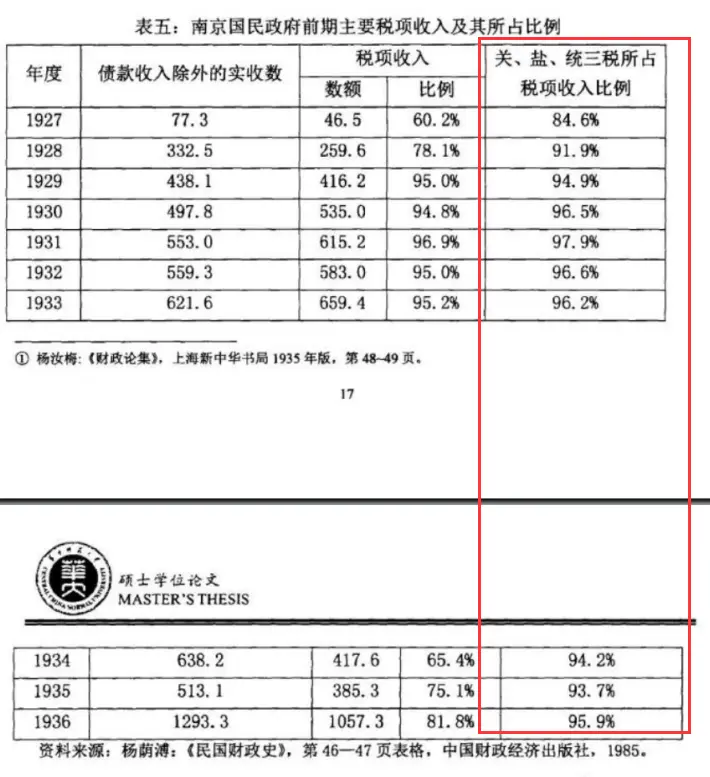 表五：南京国民政府前期主要税项收入及其所占比例
年度 债款收入除外的实收数 税项收入 关、盐、统三税所占税项收入比例
数额 比例
1927 77.3 46.5 60.2% 84.6%
1928 332.5 259.6 78.1% 91.9%
1929 438.1 416.2 95.0% 94.9%
1930 497.8 535.0 94.8% 96.5%
1931 553.0 615.2 96.9% 97.9%
1932 559.3 583.0 95.0% 96.6%
1933 621.6 659.4 95.2% 96.2%
① 杨汝梅：《财政论集》，上海新中华书局 1935 年版，第 48-49 页。
17
硕士学位论文
MASTER'S THESIS
1934 638.2 417.6 65.4% 94.2%
1935 513.1 385.3 75.1% 93.7%
1936 1293.3 1057.3 81.8% 95.9%
资料来源：杨荫溥：《民国财政史》，第 46—47 页表格，中国财政经济出版社，1985。